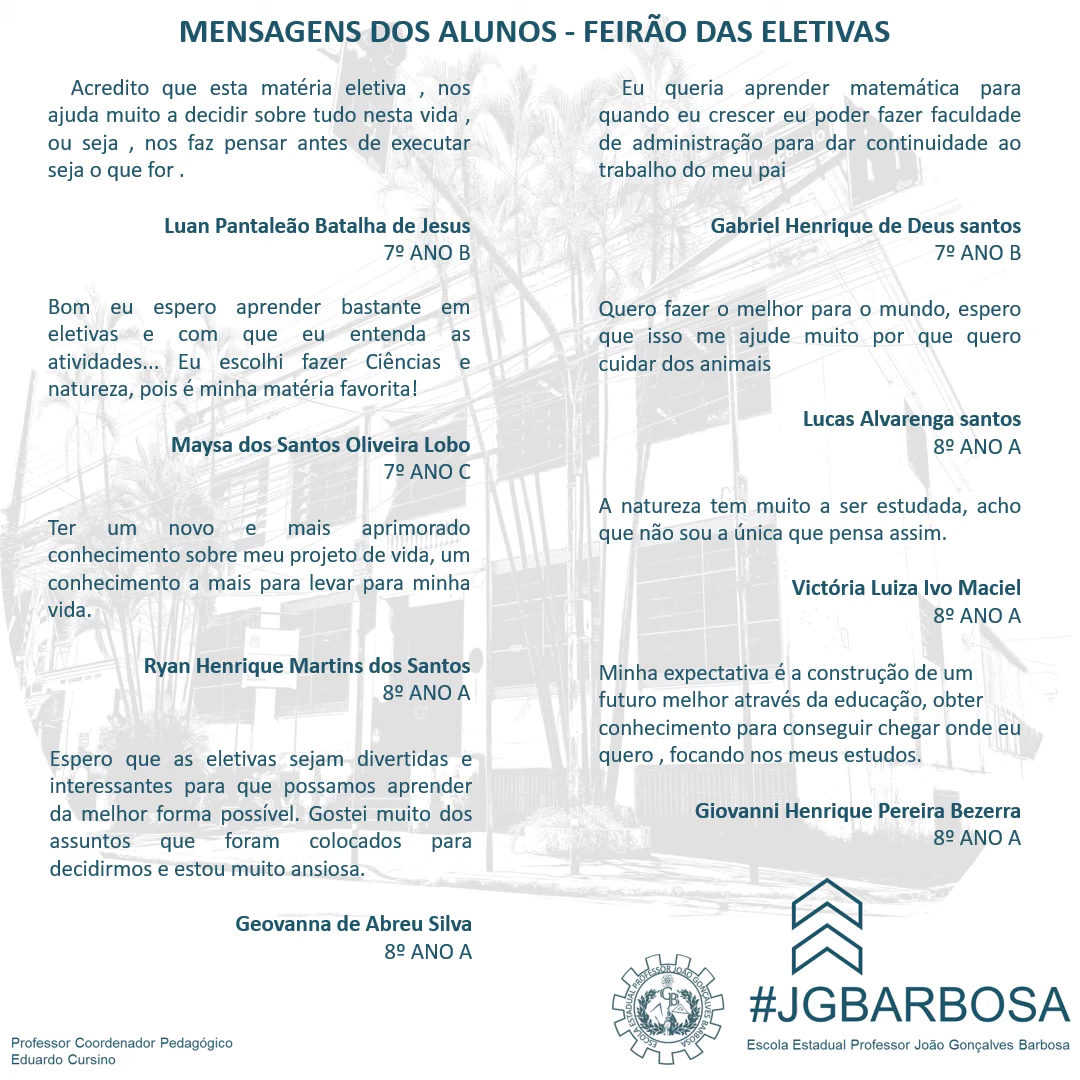 MENSAGENS DOS ALUNOS - FEIRÃO DAS ELETIVAS
Acredito que esta matéria eletiva , nos
ajuda muito a decidir sobre tudo nesta vida ,
ou seja , nos faz pensar antes de executar
seja o que for .
Luan Pantaleão Batalha de Jesus
7º ANO B
Bom eu espero aprender bastante em
eletivas e com que eu entenda as
atividades... Eu escolhi fazer Ciências e
natureza, pois é minha matéria favorita!
Maysa dos Santos Oliveira Lobo
7º ANO C
Ter um novo e mais aprimorado
conhecimento sobre meu projeto de vida, um
conhecimento a mais para levar para minha
vida.
Ryan Henrique Martins dos Santos
8º ANO A
Espero que as eletivas sejam divertidas e
interessantes para que possamos aprender
da melhor forma possível. Gostei muito dos
assuntos que foram colocados para
decidirmos e estou muito ansiosa.
Geovanna de Abreu Silva
8º ANO A
Eu queria aprender matemática para
quando eu crescer eu poder fazer faculdade
de administração para dar continuidade ao
trabalho do meu pai
Gabriel Henrique de Deus santos
7º ANO B
Quero fazer o melhor para o mundo, espero
que isso me ajude muito por que quero
cuidar dos animais
Lucas Alvarenga santos
8º ANO A
A natureza tem muito a ser estudada, acho
que não sou a única que pensa assim.
Victória Luiza Ivo Maciel
8º ANO A
Minha expectativa é a construção de um
futuro melhor através da educação, obter
conhecimento para conseguir chegar onde eu
quero , focando nos meus estudos.
Giovanni Henrique Pereira Bezerra
8º ANO A
ESCOLA ESTADUAL PROFESSOR JOÃO GONÇALVES BARBOSA
#JGBARBOSA
Escola Estadual Professor João Gonçalves Barbosa
Professor Coordenador Pedagógico
Eduardo Cursino